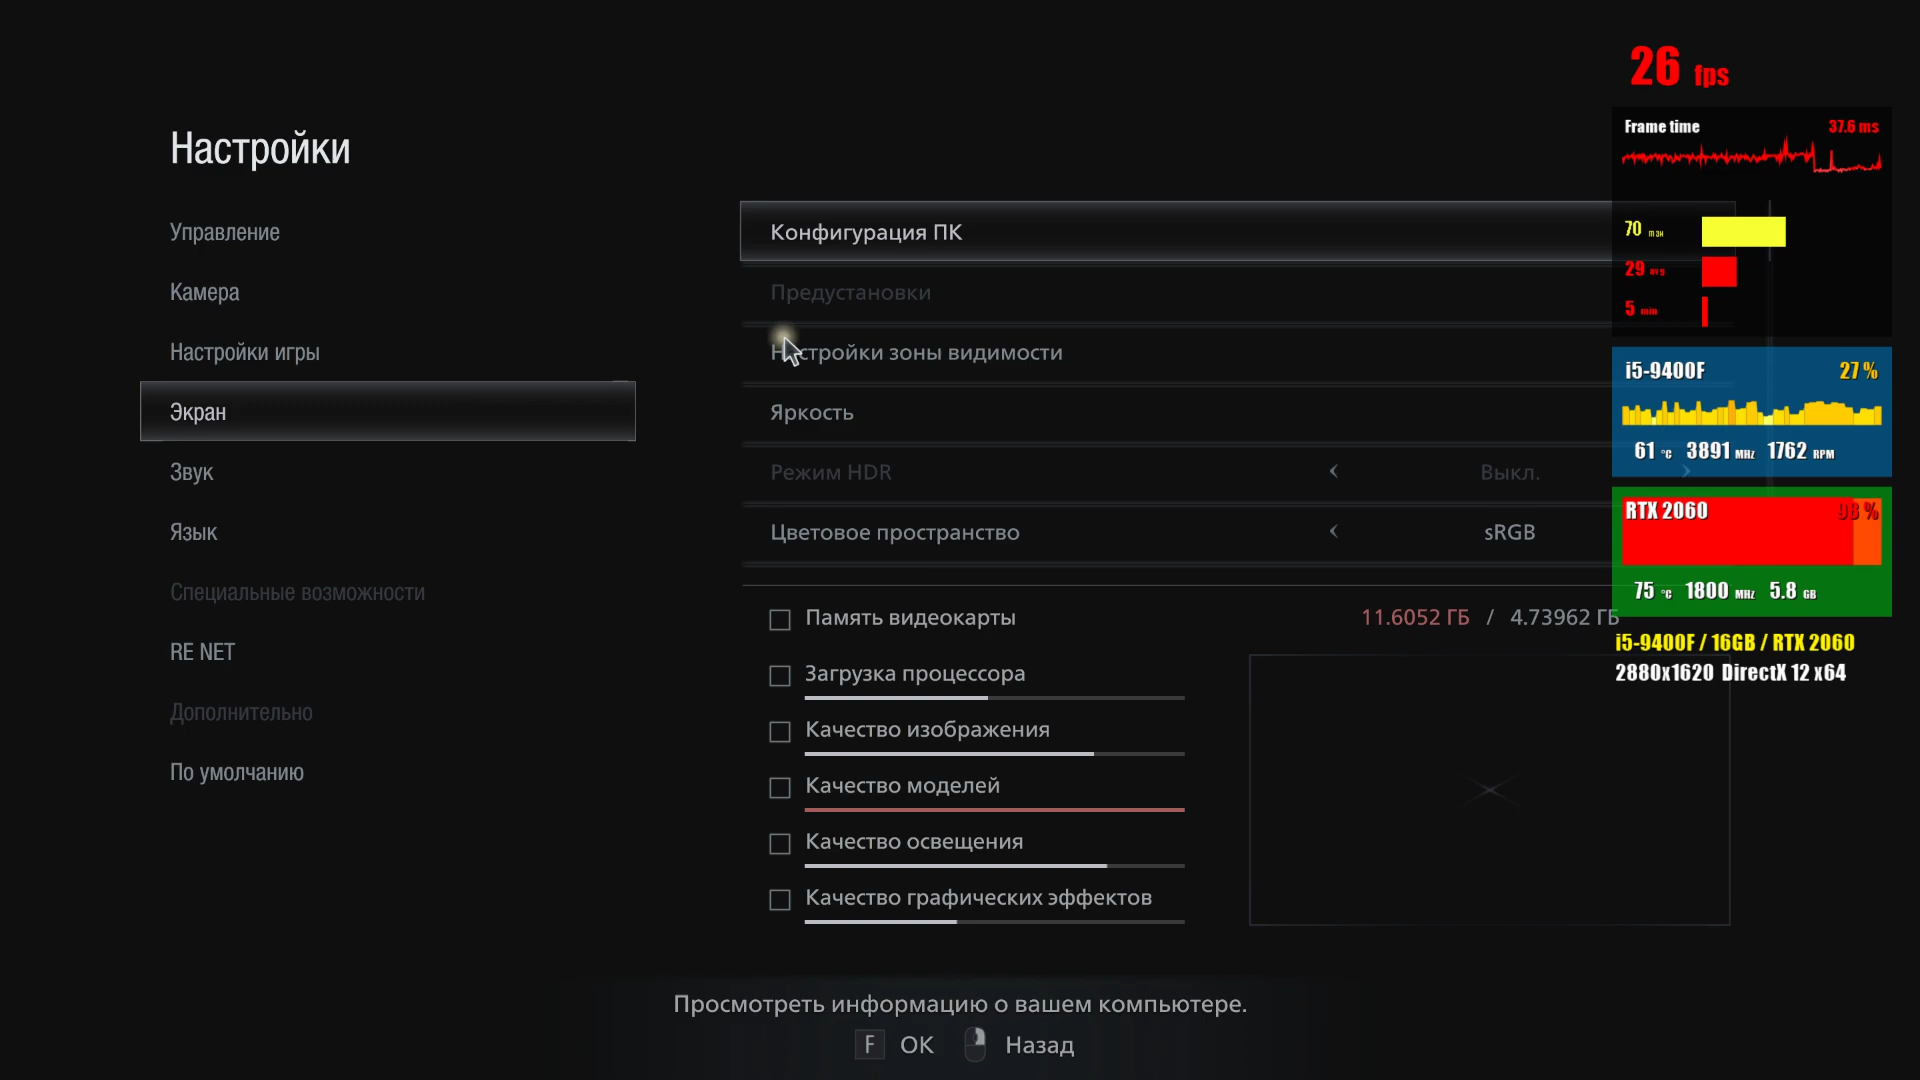 Настройки
Управление
Камера
Настройки игры
Экран
Звук
Язык
Специальные возможности
RE NET
Дополнительно
По умолчанию
Конфигурация ПК
Предустановки
Настройки зоны видимости
Яркость
Режим HDR Выкл.
Цветовое пространство sRGB
Память видеокарты 11.6052 ГБ / 4.73962 ГБ
Загрузка процессора
Качество изображения
Качество моделей
Качество освещения
Качество графических эффектов
Просмотреть информацию о вашем компьютере.
F OK Назад
26 fps
Frame time 37.6 ms
70 max
29 avg
5 min
i5-9400F 27 %
61 °C 3891 MHZ 1762 RPM
RTX 2060 98 %
75 °C 1800 MHZ 5.8 GB
i5-9400F / 16GB / RTX 2060
2880x1620 DirectX 12 x64